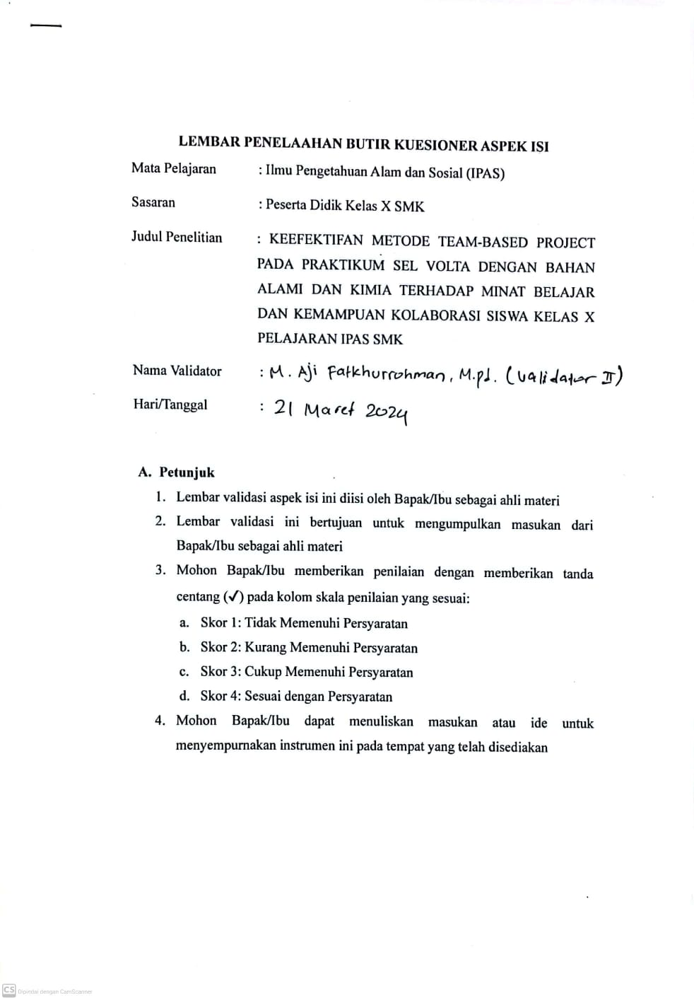 LEMBAR PENELAAHAN BUTIR KUESIONER ASPEK ISI
Mata Pelajaran : Ilmu Pengetahuan Alam dan Sosial (IPAS)
Sasaran : Peserta Didik Kelas X SMK
Judul Penelitian : KEEFEKTIFAN METODE TEAM-BASED PROJECT
PADA PRAKTIKUM SEL VOLTA DENGAN BAHAN
ALAMI DAN KIMIA TERHADAP MINAT BELAJAR
DAN KEMAMPUAN KOLABORASI SISWA KELAS X
PELAJARAN IPAS SMK
Nama Validator : M. Aji Fatkhurrohman, M.pd. (Validator II)
Hari/Tanggal : 21 Maret 2024
A. Petunjuk
1. Lembar validasi aspek isi ini diisi oleh Bapak/Ibu sebagai ahli materi
2. Lembar validasi ini bertujuan untuk mengumpulkan masukan dari
Bapak/Ibu sebagai ahli materi
3. Mohon Bapak/Ibu memberikan penilaian dengan memberikan tanda
centang (✓) pada kolom skala penilaian yang sesuai:
a. Skor 1: Tidak Memenuhi Persyaratan
b. Skor 2: Kurang Memenuhi Persyaratan
c. Skor 3: Cukup Memenuhi Persyaratan
d. Skor 4: Sesuai dengan Persyaratan
4. Mohon Bapak/Ibu dapat menuliskan masukan atau ide untuk
menyempurnakan instrumen ini pada tempat yang telah disediakan
CS Dipindai dengan CamScanner